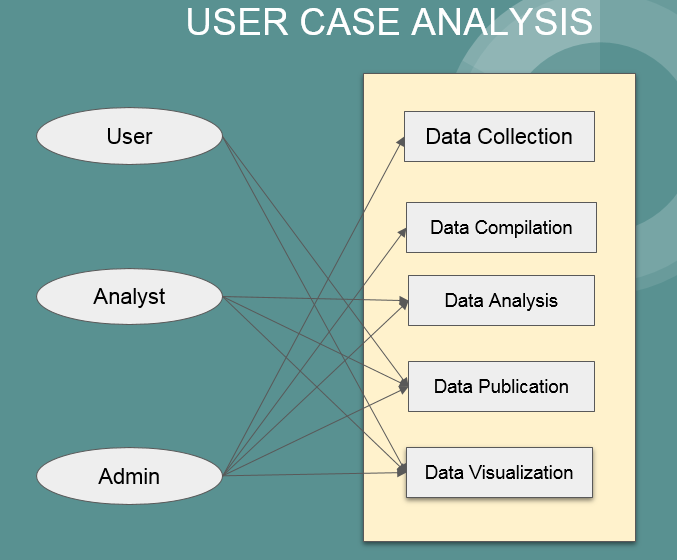 USER CASE ANALYSIS
User
Data Collection
Data Compilation
Analyst
Data Analysis
Data Publication
Admin
Data Visualization